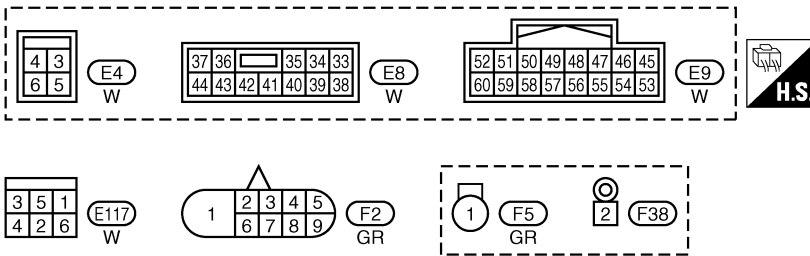 4 3
6 5
E4
W
37 36 35 34 33
44 43 42 41 40 39 38
E8
W
52 51 50 49 48 47 46 45
60 59 58 57 56 55 54 53
E9
W
H.S.
3 5 1
4 2 6
E117
W
1
2 3 4 5
6 7 8 9
F2
GR
1
F5
GR
2
F38